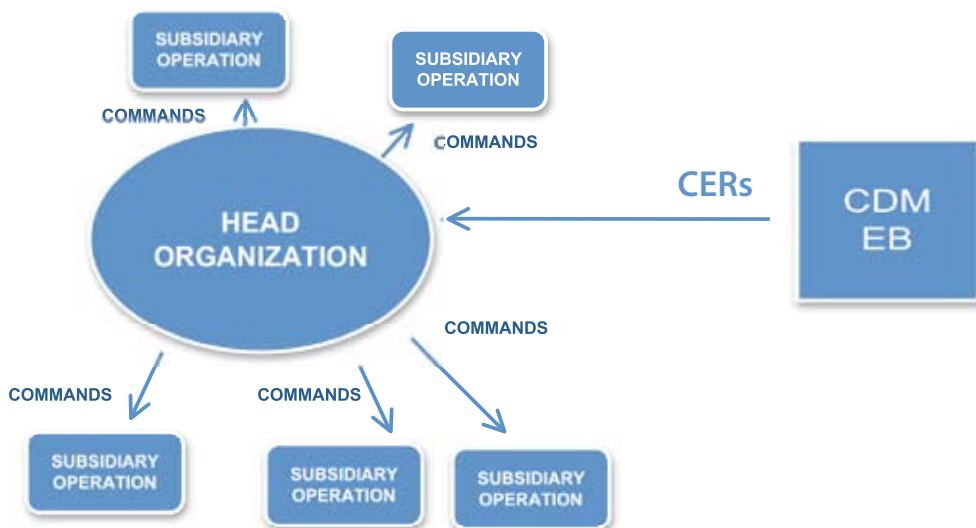 SUBSIDIARY
OPERATION
SUBSIDIARY
OPERATION
COMMANDS
COMMANDS
CERs
CDM
EB
HEAD
ORGANIZATION
COMMANDS
COMMANDS
COMMANDS
SUBSIDIARY
OPERATION
SUBSIDIARY
OPERATION
SUBSIDIARY
OPERATION